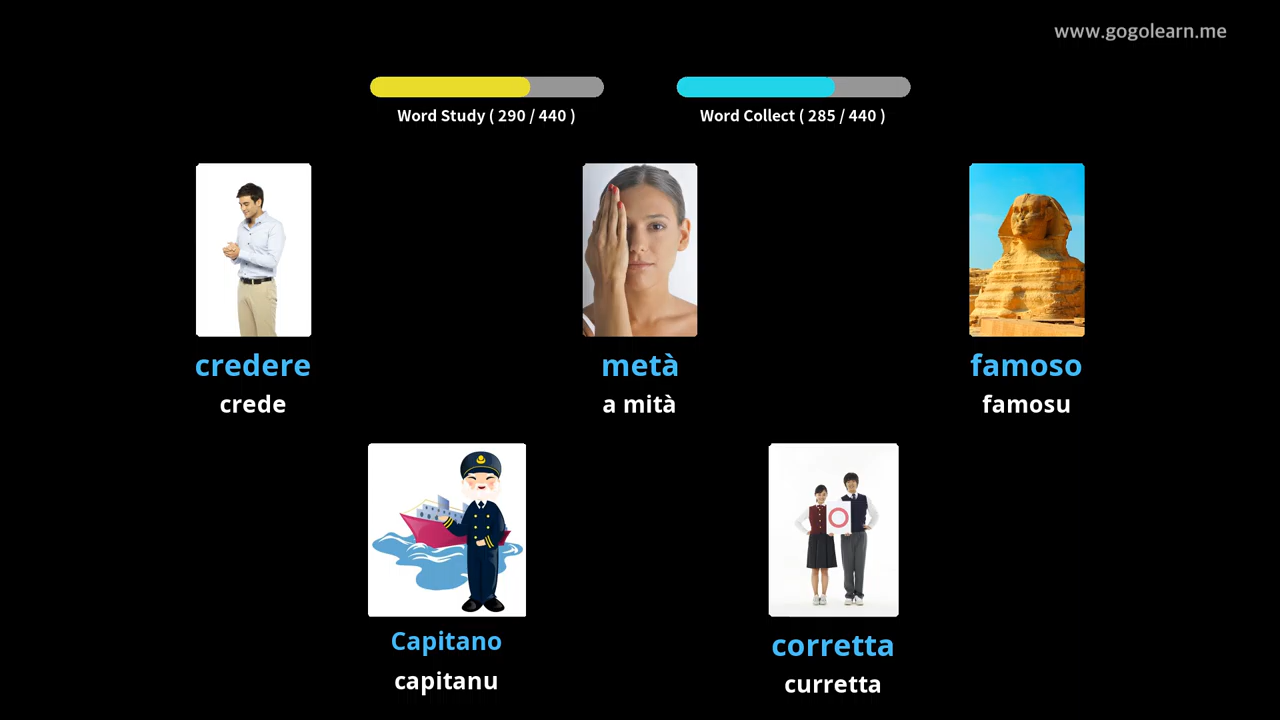 www.gogolearn.me
Word Study ( 290 / 440 )
Word Collect ( 285 / 440 )
credere
crede
metà
a mità
famoso
famosu
Capitano
capitanu
corretta
curretta